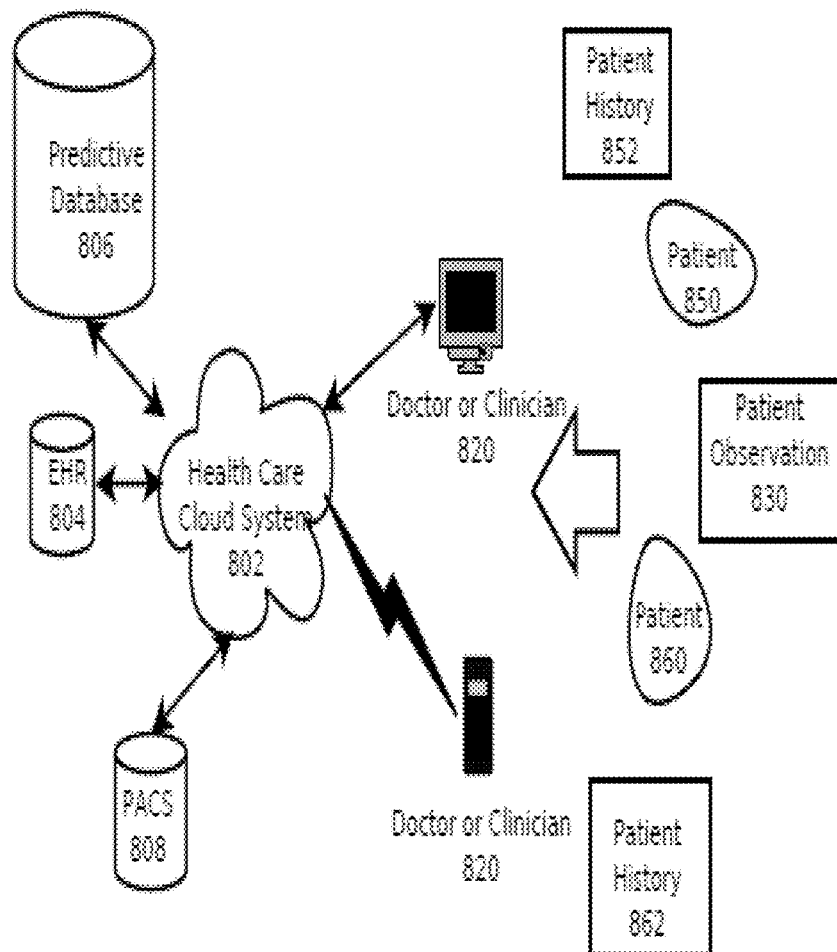 Predictive
Database
806
Patient
History
852
Patient
850
Doctor or Clinician
820
Patient
Observation
830
EHR
804
Health Care
Cloud System
802
Patient
860
PACS
808
Doctor or Clinician
820
Patient
History
862